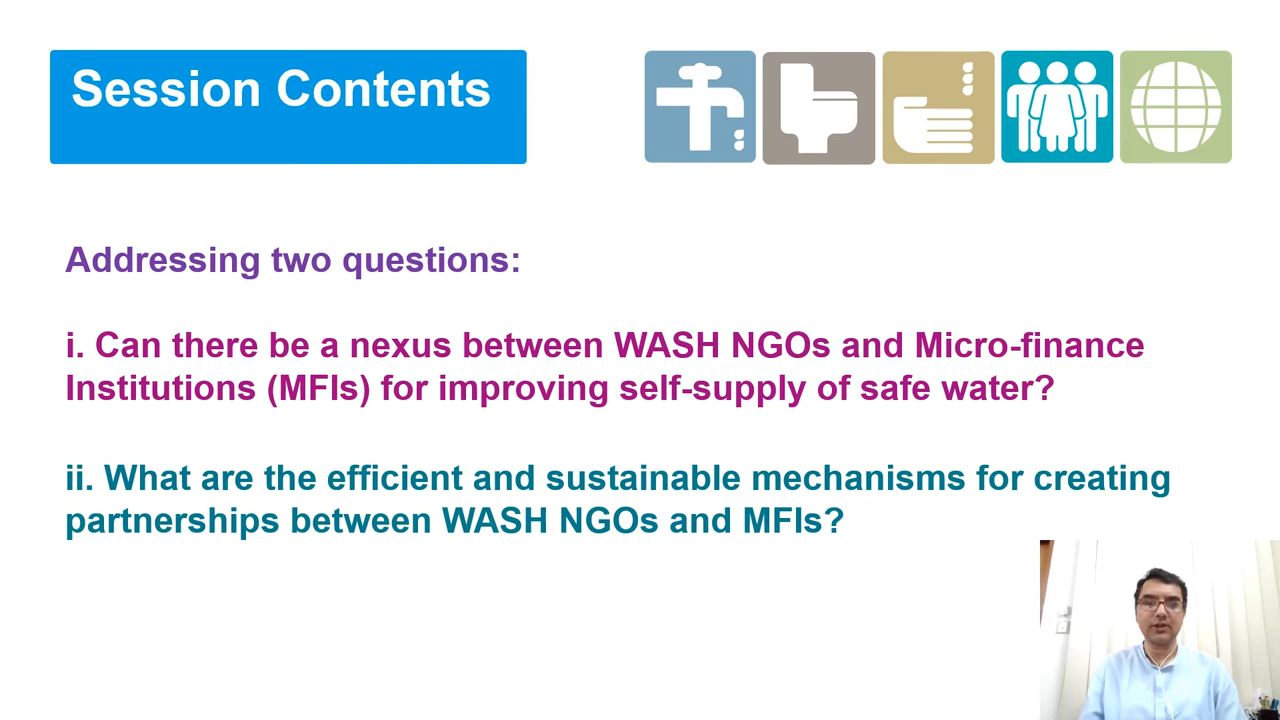 Session Contents
Addressing two questions:
i. Can there be a nexus between WASH NGOs and Micro-finance
Institutions (MFIs) for improving self-supply of safe water?
ii. What are the efficient and sustainable mechanisms for creating
partnerships between WASH NGOs and MFIs?